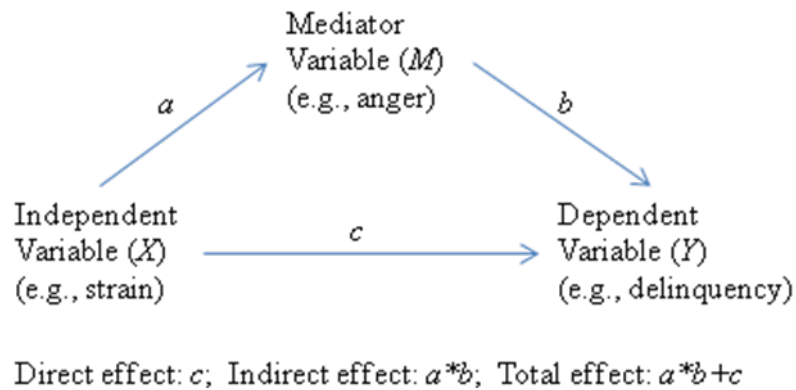 Mediator
Variable (M)
(e.g., anger)
a
b
Independent
Variable (X)
(e.g., strain)
c
Dependent
Variable (Y)
(e.g., delinquency)
Direct effect: c; Indirect effect: a*b; Total effect: a*b+c